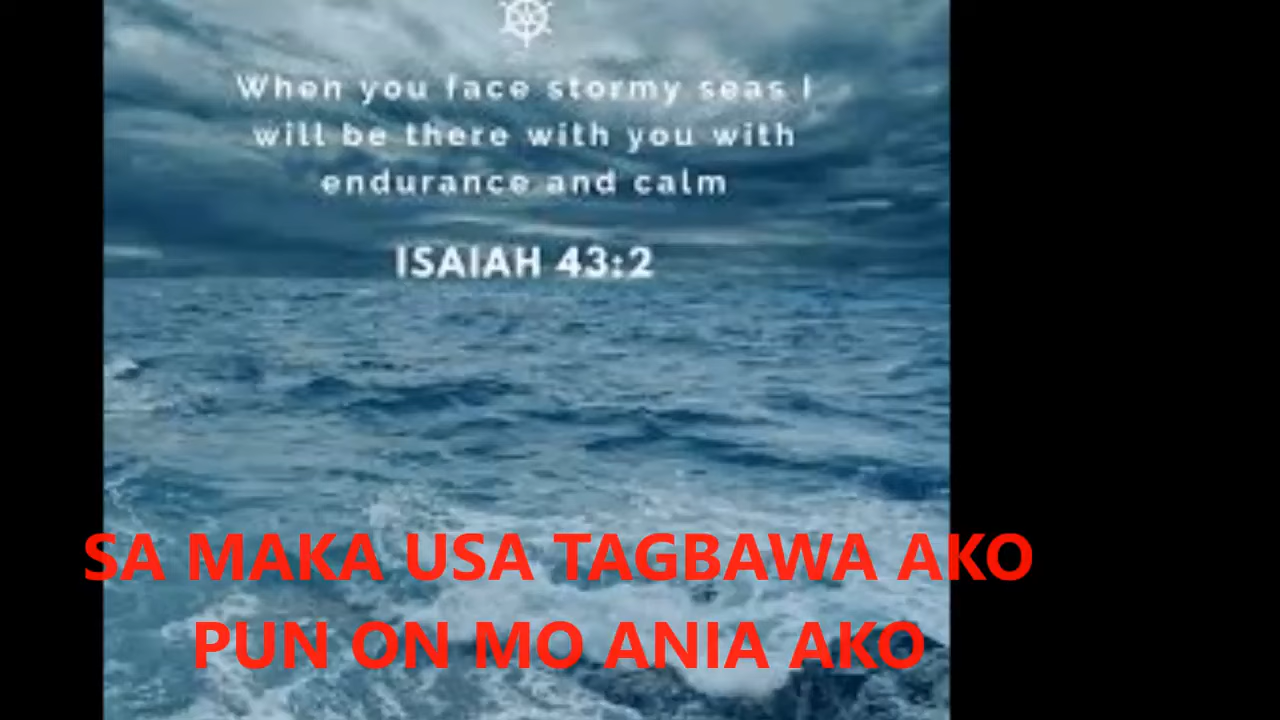 When you face stormy seas I
will be there with you with
endurance and calm
ISAIAH 43:2
SA MAKA USA TAGBAWA AKO
PUN ON MO ANIA AKO